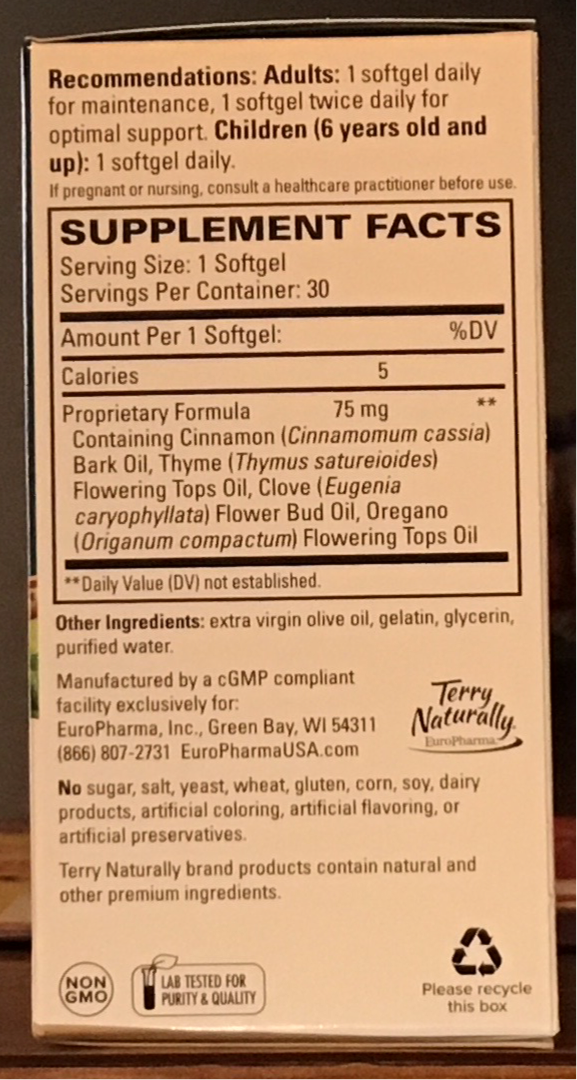 Recommendations: Adults: 1 softgel daily
for maintenance, 1 softgel twice daily for
optimal support. Children (6 years old and
up): 1 softgel daily.
If pregnant or nursing, consult a healthcare practitioner before use.
SUPPLEMENT FACTS
Serving Size: 1 Softgel
Servings Per Container: 30
Amount Per 1 Softgel: %DV
Calories 5
Proprietary Formula 75 mg **
Containing Cinnamon (Cinnamomum cassia)
Bark Oil, Thyme (Thymus satureioides)
Flowering Tops Oil, Clove (Eugenia
caryophyllata) Flower Bud Oil, Oregano
(Origanum compactum) Flowering Tops Oil
**Daily Value (DV) not established.
Other Ingredients: extra virgin olive oil, gelatin, glycerin,
purified water.
Manufactured by a cGMP compliant
facility exclusively for:
EuroPharma, Inc., Green Bay, WI 54311
(866) 807-2731 EuroPharmaUSA.com
Terry
Naturally.
EuroPharma
No sugar, salt, yeast, wheat, gluten, corn, soy, dairy
products, artificial coloring, artificial flavoring, or
artificial preservatives.
Terry Naturally brand products contain natural and
other premium ingredients.
NON
GMO
LAB TESTED FOR
PURITY & QUALITY
Please recycle
this box